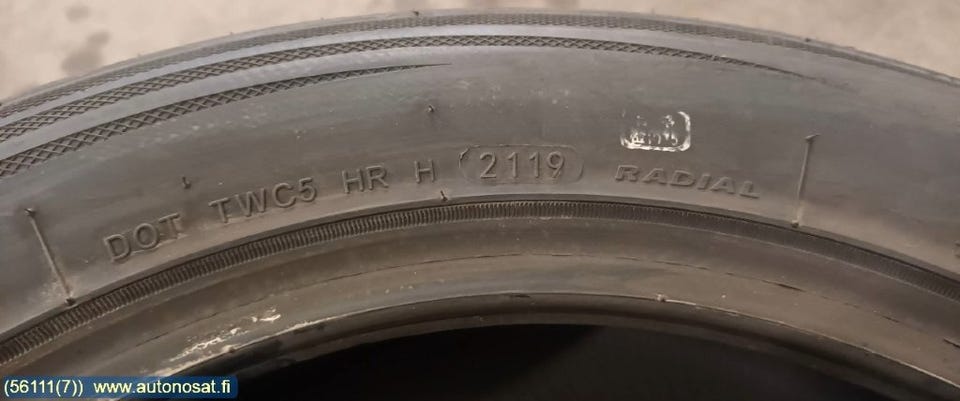 DOT TWC5 HR H 2119 RADIAL
(56111(7)) www.autonosat.fi